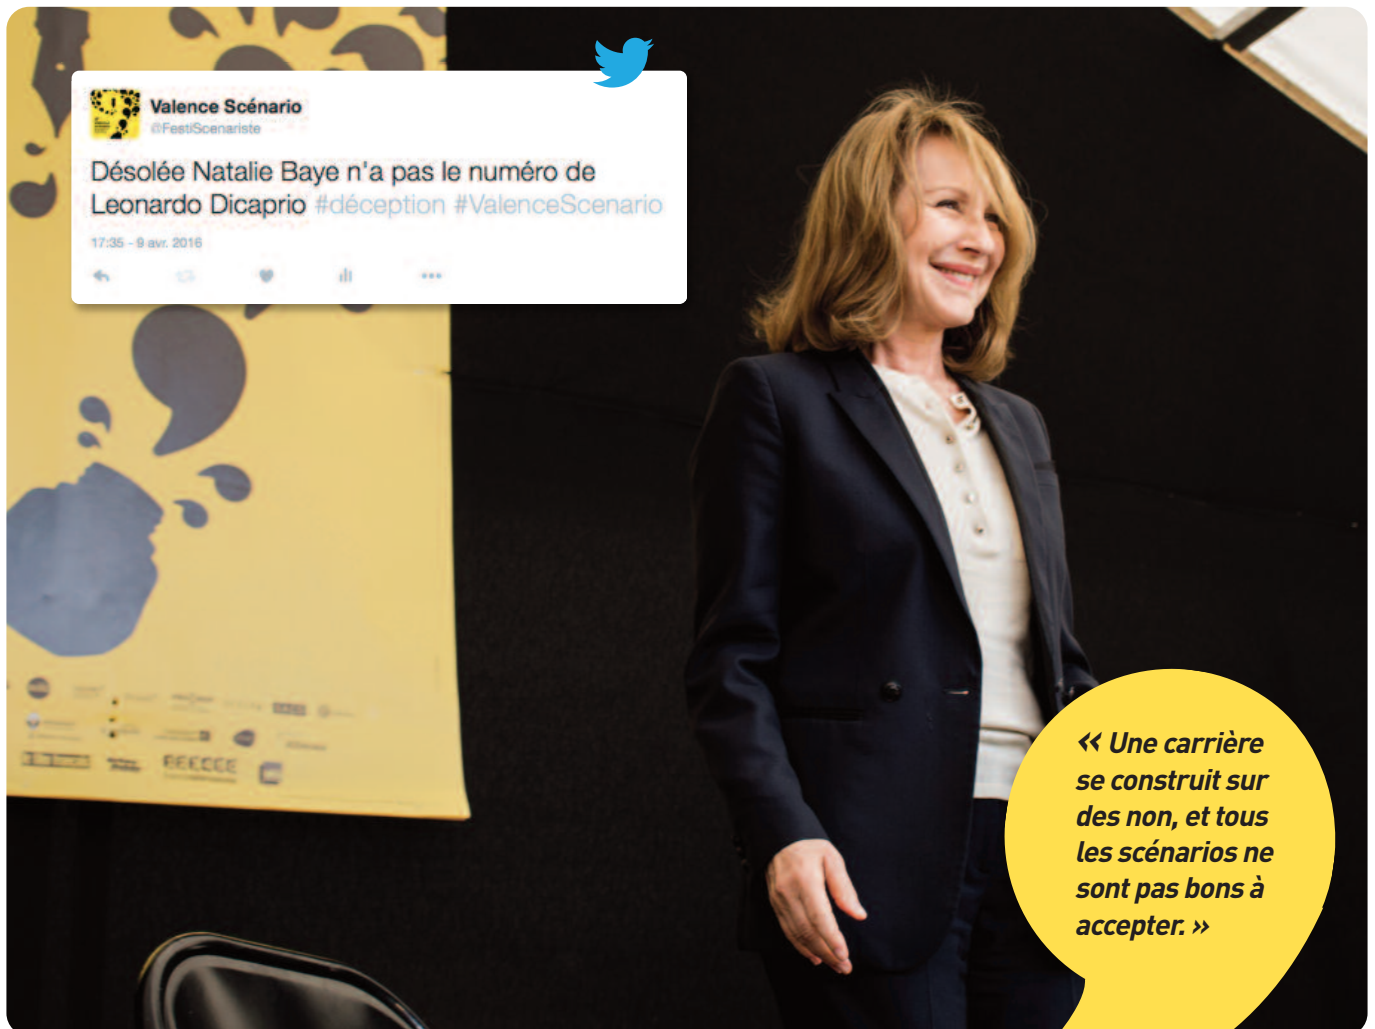 Valence Scénario
@FestiScenariste
Désolée Natalie Baye n'a pas le numéro de
Leonardo Dicaprio #déception #ValenceScenario
17:35 - 9 avr. 2016
« Une carrière
se construit sur
des non, et tous
les scénarios ne
sont pas bons à
accepter. »